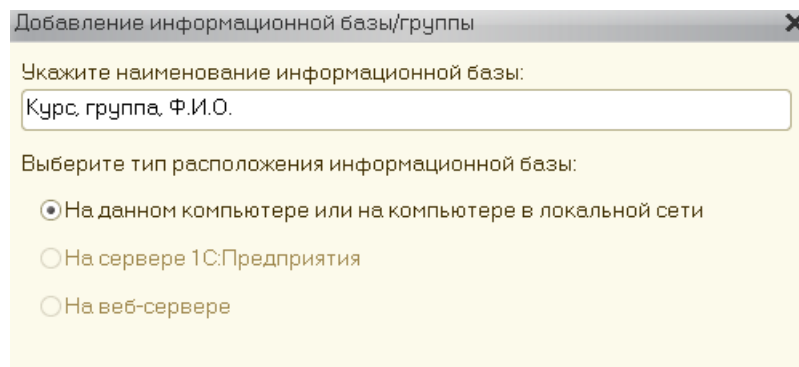 Добавление информационной базы/группы
Укажите наименование информационной базы:
Курс, группа, Ф.И.О.
Выберите тип расположения информационной базы:
На данном компьютере или на компьютере в локальной сети
На сервере 1С:Предприятия
На веб-сервере